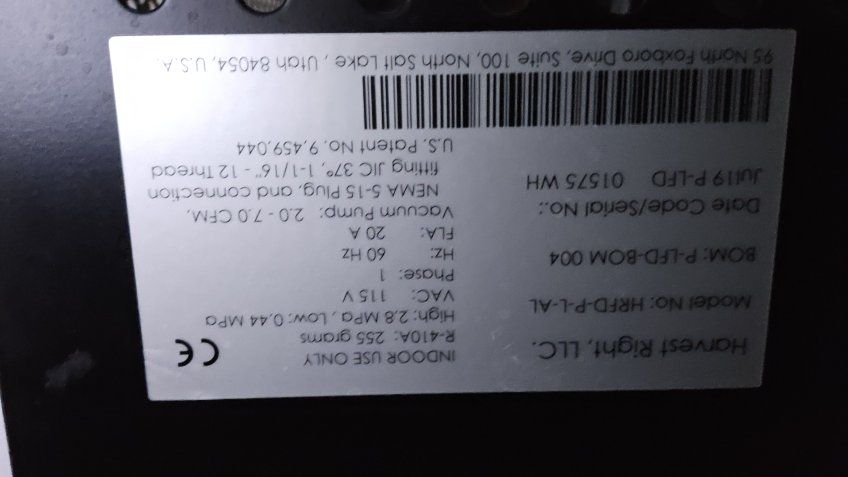 Harvest Right, LLC.
Model No: HRFD-P-L-AL
BOM: P-LFD-BOM 004
Date Code/Serial No.:
Jul19 P-LFD 01575 WH
INDOOR USE ONLY
R-410A: 255 grams
High: 2.8 MPa, Low: 0.44 MPa
VAC: 115 V
Phase: 1
Hz: 60 Hz
FLA: 20 A
Vacuum Pump: 2.0 - 7.0 CFM,
NEMA 5-15 Plug, and connection
fitting JIC 37º, 1-1/16" - 12 Thread
U.S. Patent No. 9,459,044
CE
95 North Foxboro Drive, Suite 100, North Salt Lake, Utah 84054, U.S.A.